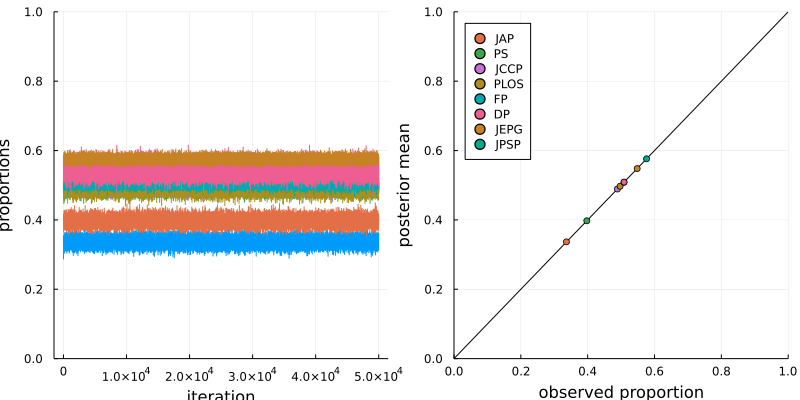 1.0
0.8
0.6
0.4
0.2
0.0
proportions
0
1.0×10⁴
2.0×10⁴
3.0×10⁴
4.0×10⁴
5.0×10⁴
iteration
1.0
0.8
0.6
0.4
0.2
0.0
posterior mean
JAP
PS
JCCP
PLOS
FP
DP
JEPG
JPSP
0.0
0.2
0.4
0.6
0.8
1.0
observed proportion